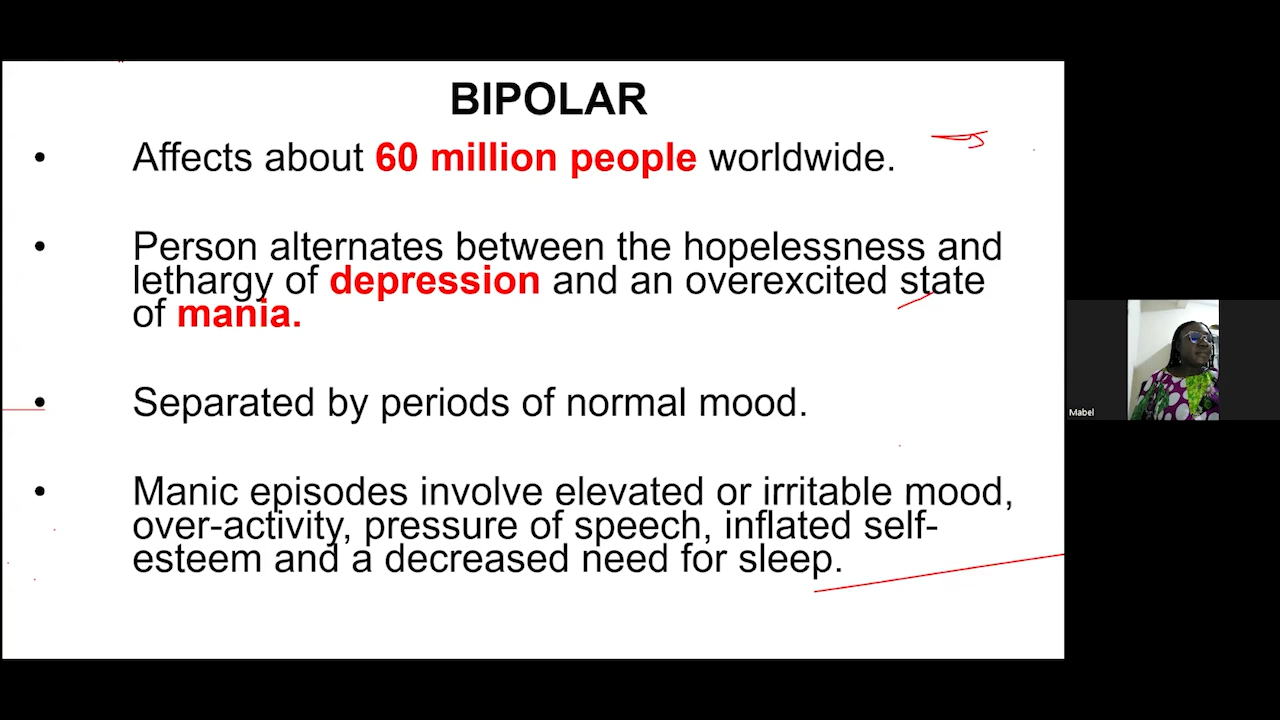 BIPOLAR
• Affects about 60 million people worldwide.
• Person alternates between the hopelessness and
lethargy of depression and an overexcited state
of mania.
• Separated by periods of normal mood.
• Manic episodes involve elevated or irritable mood,
over-activity, pressure of speech, inflated self-
esteem and a decreased need for sleep.
Mabel